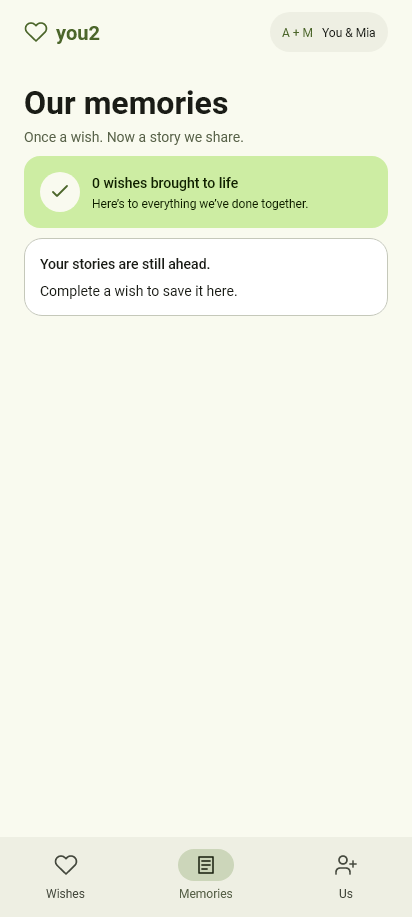 you2
A + M You & Mia
Our memories
Once a wish. Now a story we share.
0 wishes brought to life
Here's to everything we've done together.
Your stories are still ahead.
Complete a wish to save it here.
Wishes
Memories
Us